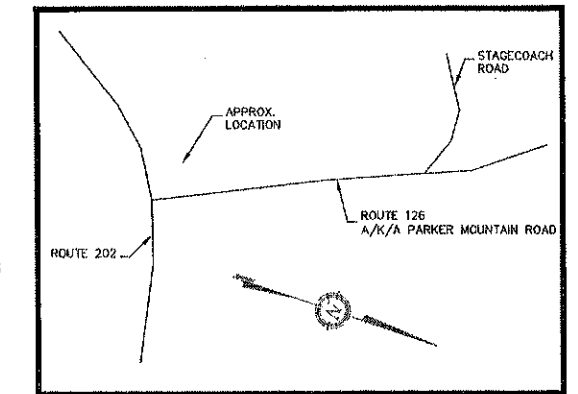 STAGECOACH
ROAD
APPROX.
LOCATION
ROUTE 126
A/K/A PARKER MOUNTAIN ROAD
ROUTE 202
N